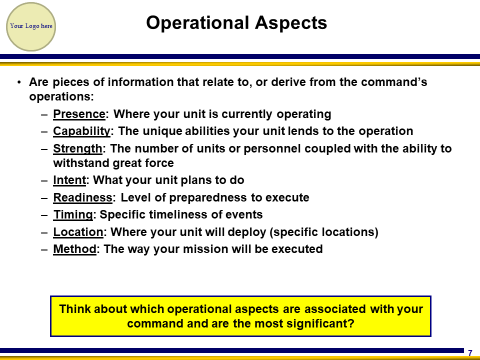 Your Logo here
Operational Aspects
• Are pieces of information that relate to, or derive from the command's
operations:
– Presence: Where your unit is currently operating
– Capability: The unique abilities your unit lends to the operation
– Strength: The number of units or personnel coupled with the ability to
withstand great force
– Intent: What your unit plans to do
– Readiness: Level of preparedness to execute
– Timing: Specific timeliness of events
– Location: Where your unit will deploy (specific locations)
– Method: The way your mission will be executed
Think about which operational aspects are associated with your
command and are the most significant?
7